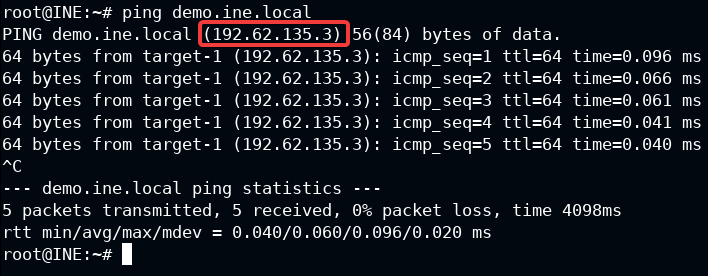 root@INE:~# ping demo.ine.local
PING demo.ine.local (192.62.135.3) 56(84) bytes of data.
64 bytes from target-1 (192.62.135.3): icmp_seq=1 ttl=64 time=0.096 ms
64 bytes from target-1 (192.62.135.3): icmp_seq=2 ttl=64 time=0.066 ms
64 bytes from target-1 (192.62.135.3): icmp_seq=3 ttl=64 time=0.061 ms
64 bytes from target-1 (192.62.135.3): icmp_seq=4 ttl=64 time=0.041 ms
64 bytes from target-1 (192.62.135.3): icmp_seq=5 ttl=64 time=0.040 ms
^C
--- demo.ine.local ping statistics ---
5 packets transmitted, 5 received, 0% packet loss, time 4098ms
rtt min/avg/max/mdev = 0.040/0.060/0.096/0.020 ms
root@INE:~#